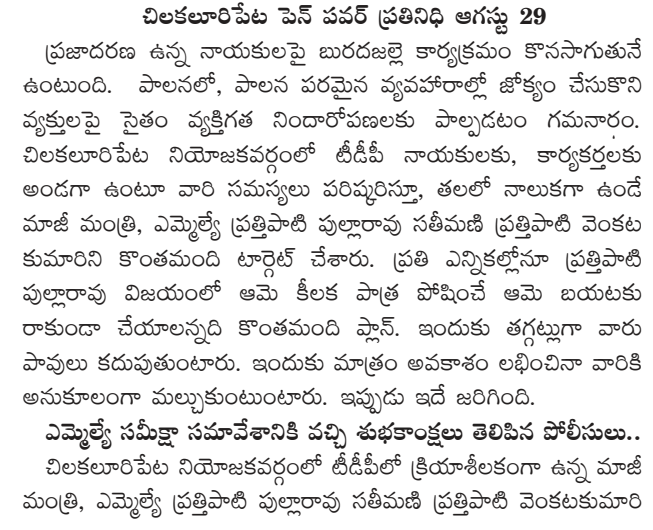 చిలకలూరిపేట పెన్ పవర్ ప్రతినిధి ఆగస్టు 29
ప్రజాదరణ ఉన్న నాయకులపై బురదజల్లె కార్యక్రమం కొనసాగుతునే
ఉంటుంది. పాలనలో, పాలన పరమైన వ్యవహారాల్లో జోక్యం చేసుకొని
వ్యక్తులపై సైతం వ్యక్తిగత నిందారోపణలకు పాల్పడటం గమనార్హం.
చిలకలూరిపేట నియోజకవర్గంలో టీడీపీ నాయకులకు, కార్యకర్తలకు
అండగా ఉంటూ వారి సమస్యలు పరిష్కరిస్తూ, తలలో నాలుకగా ఉండే
మాజీ మంత్రి, ఎమ్మెల్యే ప్రత్తిపాటి పుల్లారావు సతీమణి ప్రత్తిపాటి వెంకట
కుమారిని కొంతమంది టార్గెట్ చేశారు. ప్రతి ఎన్నికల్లోనూ ప్రత్తిపాటి
పుల్లారావు విజయంలో ఆమె కీలక పాత్ర పోషించే ఆమె బయటకు
రాకుండా చేయాలన్నది కొంతమంది ప్లాన్. ఇందుకు తగ్గట్లుగా వారు
పావులు కదుపుతుంటారు. ఇందుకు మాత్రం అవకాశం లభించినా వారికి
అనుకూలంగా మల్చుకుంటుంటారు. ఇప్పుడు ఇదే జరిగింది.
ఎమ్మెల్యే సమీక్షా సమావేశానికి వచ్చి శుభకాంక్షలు తెలిపిన పోలీసులు..
చిలకలూరిపేట నియోజకవర్గంలో టీడీపీలో క్రియాశీలకంగా ఉన్న మాజీ
మంత్రి, ఎమ్మెల్యే ప్రత్తిపాటి పుల్లారావు సతీమణి ప్రత్తిపాటి వెంకటకుమారి